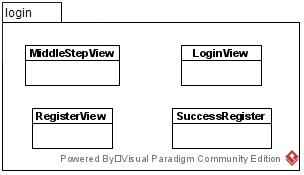 login
MiddleStepView
LoginView
RegisterView
SuccessRegister
Powered By□Visual Paradigm Community Edition